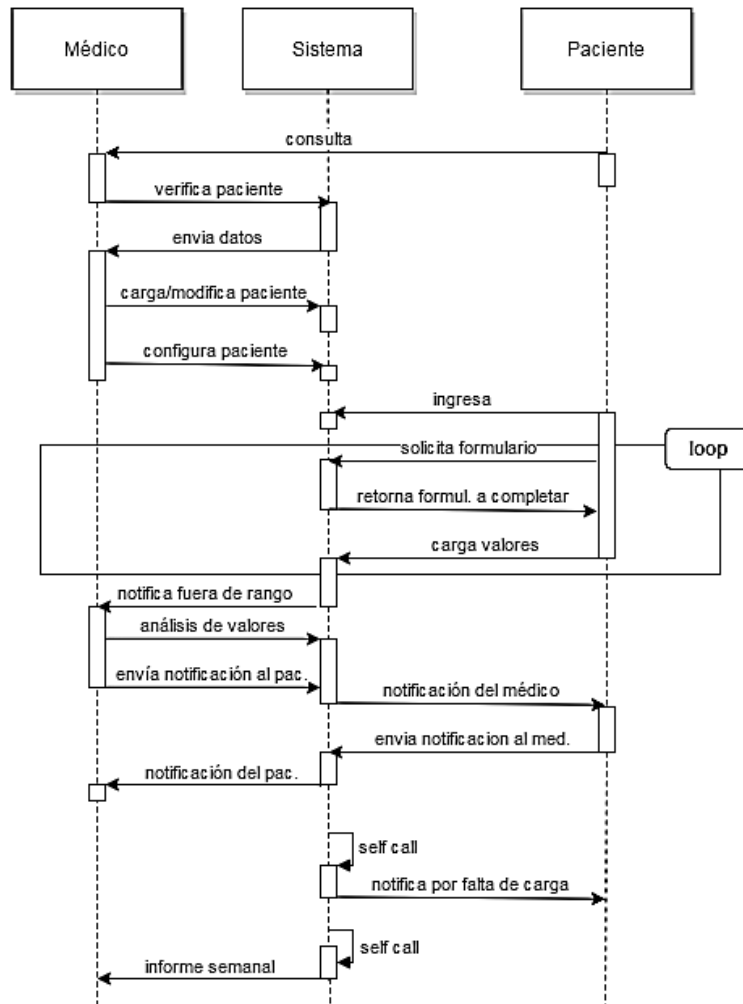 Médico
Sistema
Paciente
consulta
verifica paciente
envia datos
carga/modifica paciente
configura paciente
ingresa
loop
solicita formulario
retorna formul. a completar
carga valores
notifica fuera de rango
análisis de valores
envía notificación al pac.
notificación del médico
envia notificacion al med.
notificación del pac.
self call
notifica por falta de carga
self call
informe semanal